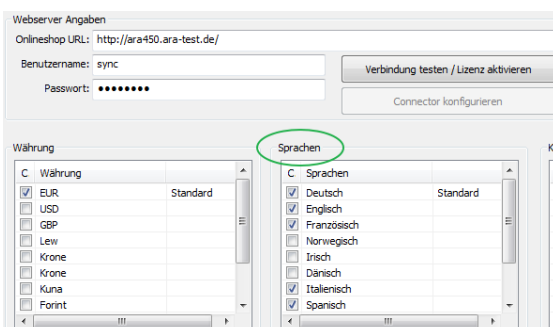 Webserver Angaben
Onlineshop URL: http://ara450.ara-test.de/
Benutzername: sync
Verbindung testen / Lizenz aktivieren
Passwort: ●●●●●●●●
Connector konfigurieren
Währung
Sprachen
K
C Währung
C Sprachen
EUR Standard
Deutsch Standard
USD
Englisch
GBP
Französisch
Lew
Norwegisch
Krone
Irisch
Krone
Dänisch
Kuna
Italienisch
Forint
Spanisch